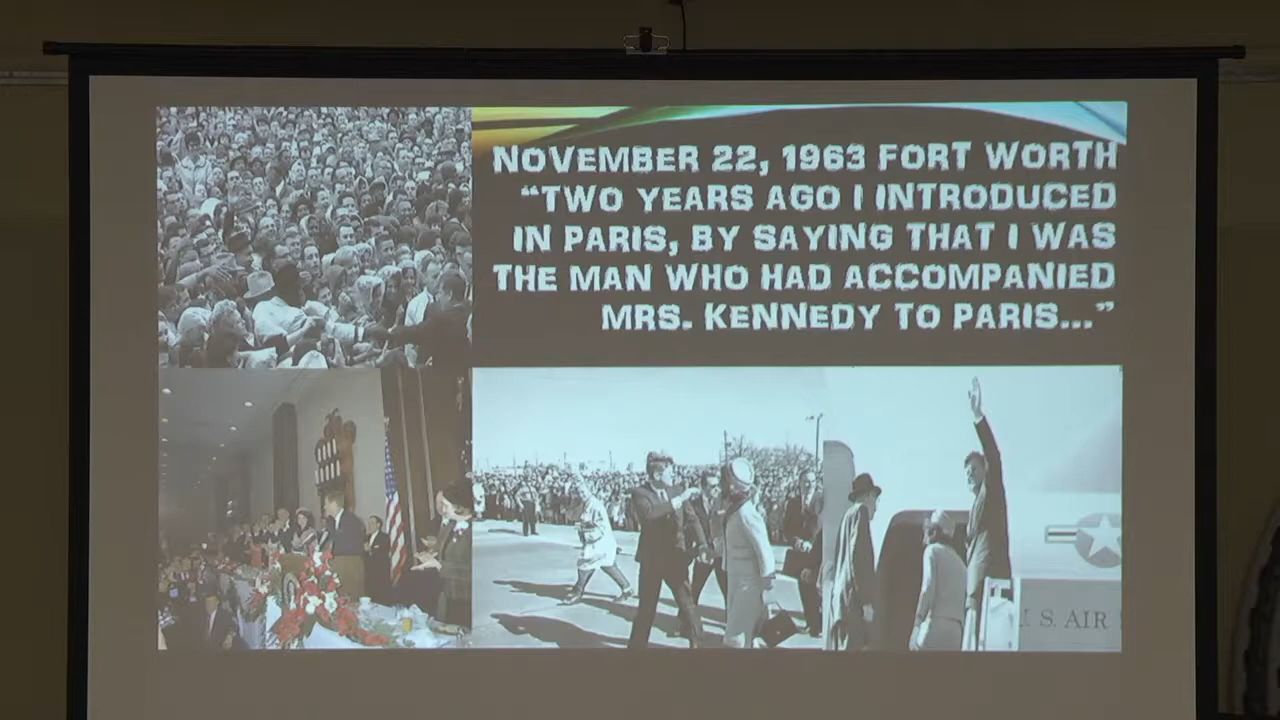 NOVEMBER 22, 1963 FORT WORTH
“TWO YEARS AGO I INTRODUCED
IN PARIS, BY SAYING THAT I WAS
THE MAN WHO HAD ACCOMPANIED
MRS. KENNEDY TO PARIS...”
S. AIR